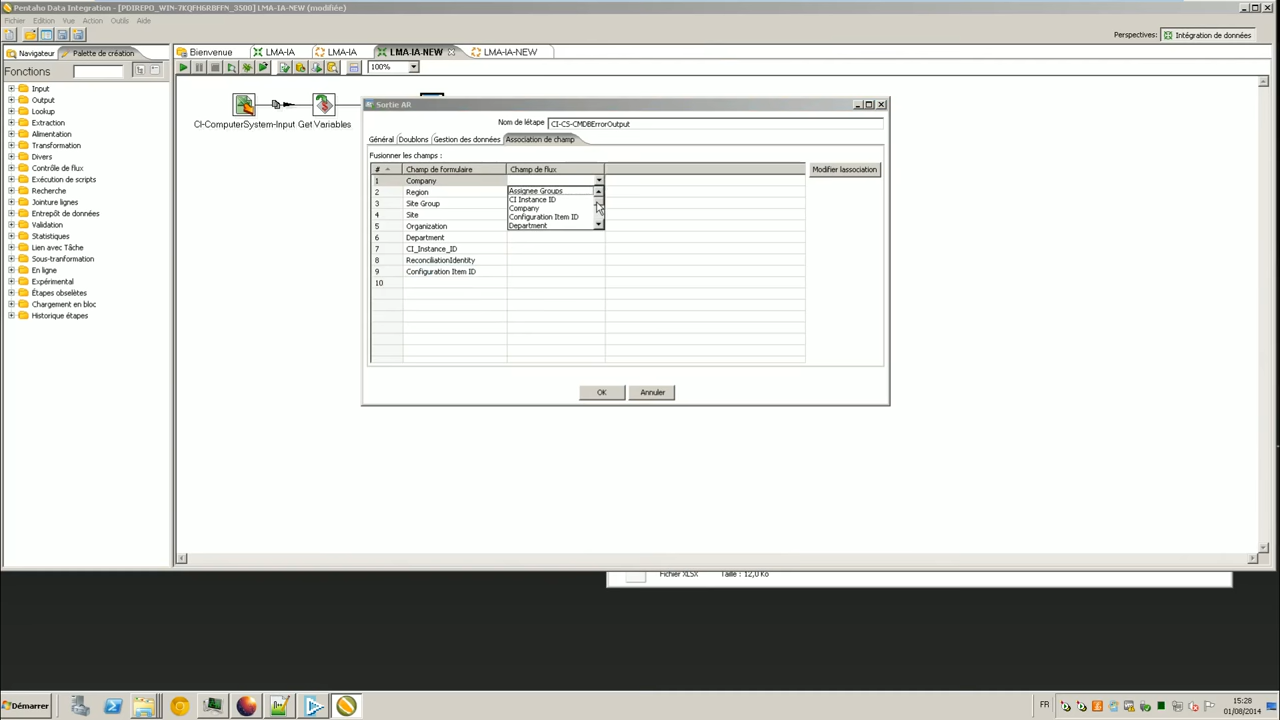 Pentaho Data Integration - [PDIREPO_WIN-7KQFH6RBFFN_3500] LMA-IA-NEW (modifiée)
Fichier Edition Vue Action Outils Aide
Perspectives: Intégration de données
Navigateur Palette de création
Bienvenue LMA-IA LMA-IA LMA-IA-NEW LMA-IA-NEW
Fonctions
100%
Input
Output
Lookup
Extraction
Alimentation
Transformation
Divers
Contrôle de flux
Exécution de scripts
Recherche
Jointure lignes
Entrepôt de données
Validation
Statistiques
Lien avec Tâche
Sous-tranformation
En ligne
Expérimental
Étapes obselètes
Chargement en bloc
Historique étapes
CI-ComputerSystem-Input Get Variables
Sortie AR
Nom de létape CI-CS-CMDBErrorOutput
Général Doublons Gestion des données Association de champ
Fusionner les champs :
# Champ de formulaire Champ de flux
Modifier lassociation
1 Company
2 Region
3 Site Group
4 Site
5 Organization
6 Department
7 CI_Instance_ID
8 ReconciliationIdentity
9 Configuration Item ID
10
Assignee Groups
CI Instance ID
Company
Configuration Item ID
Department
OK Annuler
Fichier XLSX Taille : 12,0 Ko
Démarrer
FR
15:28
01/08/2014